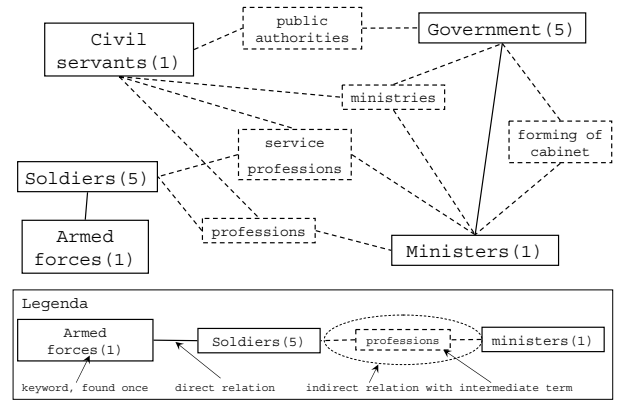 public
authorities
Government(5)
Civil
servants(1)
ministries
forming of
cabinet
service
professions
Soldiers(5)
professions
Armed
forces(1)
Ministers(1)
Legenda
Armed
forces(1)
Soldiers(5)
professions
ministers(1)
keyword, found once
direct relation
indirect relation with intermediate term